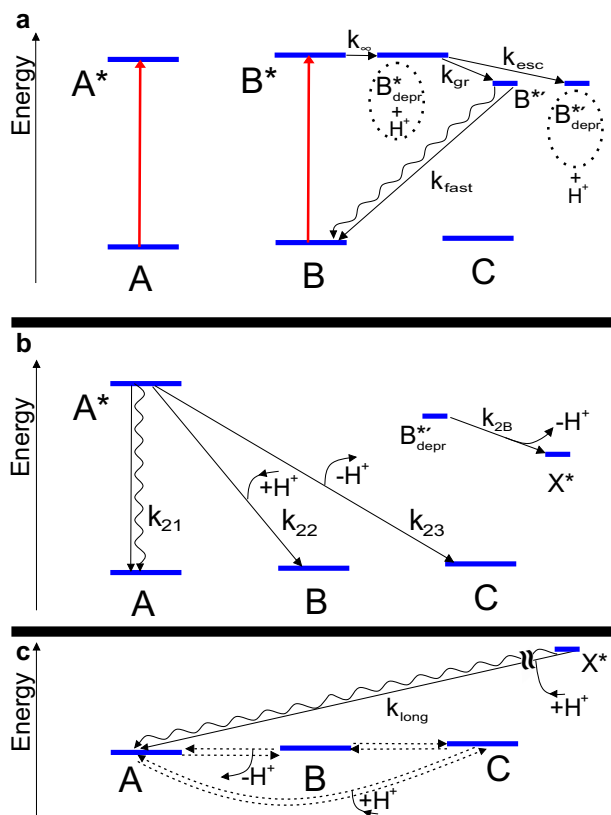 a
Energy
A*
B*
k∞
B*depr
+
H+
kgr
kesc
B*′
B*′depr
+
H+
kfast
A
B
C
b
Energy
A*
k21
+H+
k22
-H+
k23
B*′depr
k2B
-H+
X*
A
B
C
c
Energy
X*
+H+
klong
A
-H+
B
C
+H+